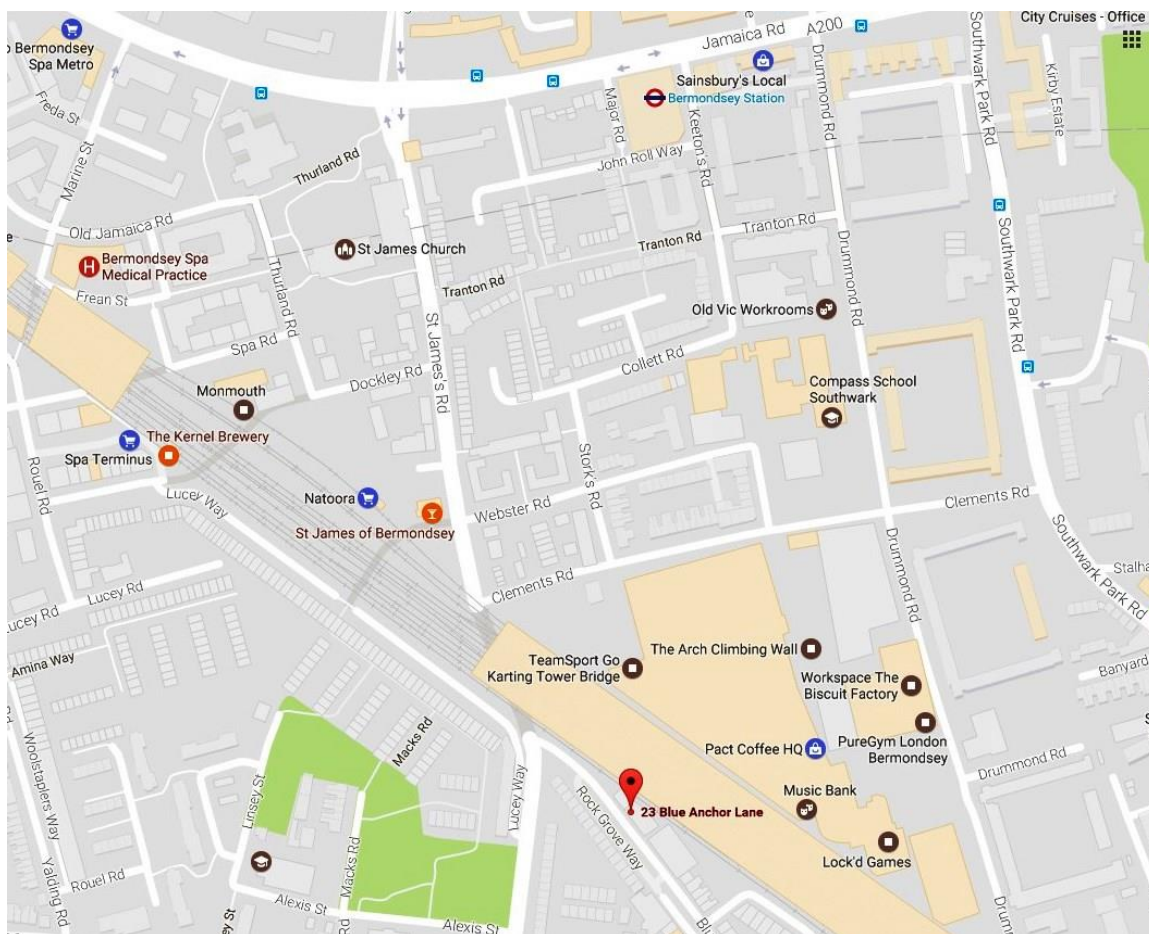 City Cruises - Office
Jamaica Rd
A200
Bermondsey
Spa Metro
Sainsbury's Local
Bermondsey Station
Freda St
Marine St
Major Rd
Keeton's Rd
Drummond Rd
Southwark Park Rd
Kirby Estate
Thurland Rd
John Roll Way
Old Jamaica Rd
St James Church
Tranton Rd
Tranton Rd
Bermondsey Spa
Medical Practice
Tranton Rd
Frean St
Thurland Rd
Drummond Rd
Southwark Park Rd
Old Vic Workrooms
Spa Rd
St James's Rd
Collett Rd
Dockley Rd
Monmouth
Compass School
Southwark
The Kernel Brewery
Spa Terminus
Rouel Rd
Lucey Way
Natoora
Stork's Rd
Webster Rd
Clements Rd
St James of Bermondsey
Southwark Park Rd
Drummond Rd
Clements Rd
Lucey Rd
Lucey Rd
Amina Way
The Arch Climbing Wall
TeamSport Go
Karting Tower Bridge
Banyard
Workspace The
Biscuit Factory
Macks Rd
Woolstaplers Way
PureGym London
Bermondsey
Pact Coffee HQ
Lucey Way
Linsey St
Drummond Rd
Rock Grove Way
Music Bank
23 Blue Anchor Lane
Macks Rd
Lock'd Games
Yalding Rd
Rouel Rd
Alexis St
Alexis St